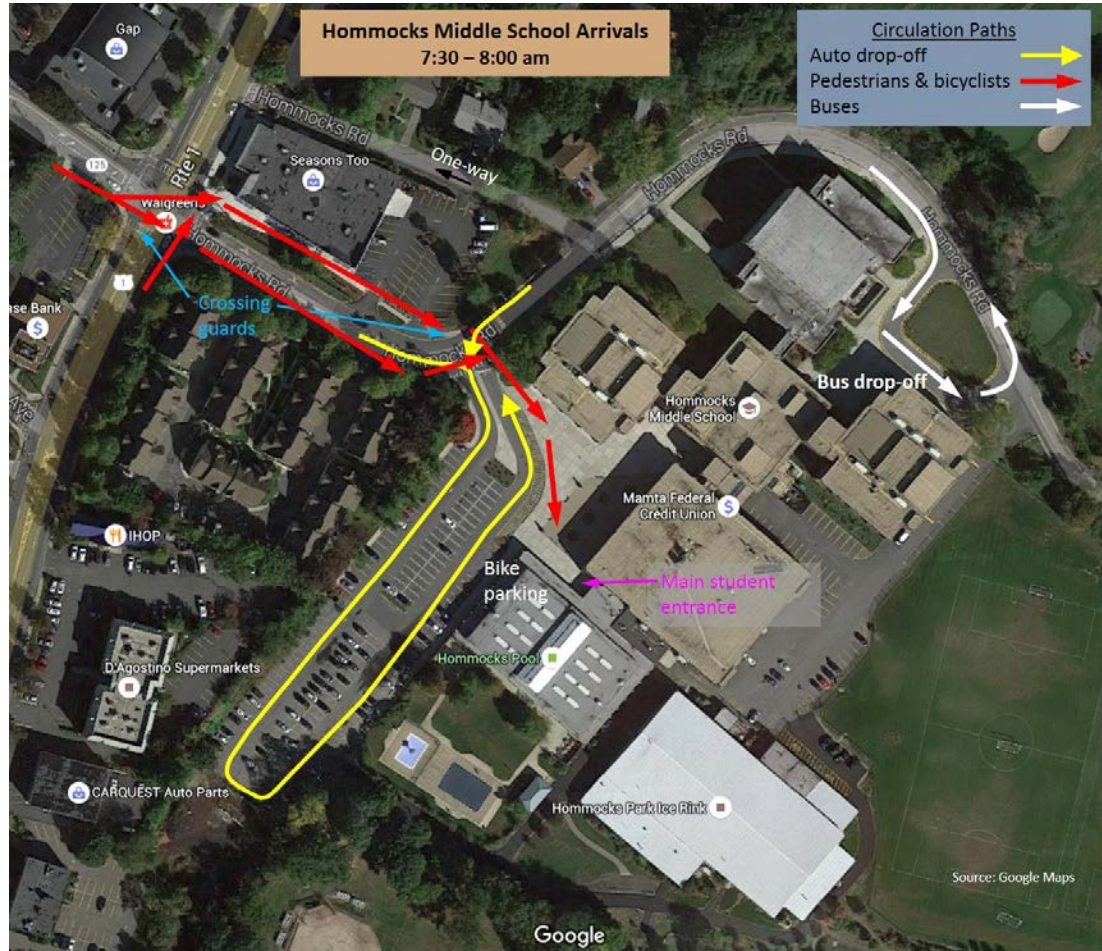 Hommocks Middle School Arrivals
7:30 – 8:00 am
Circulation Paths
Auto drop-off
Pedestrians & bicyclists
Buses
Gap
Hommocks Rd
Seasons Too
One-way
Hommocks Rd
Rte 1
125
Walgreens
Hommocks Rd
Hommocks Rd
1
Crossing
guards
ase Bank
Hommocks Rd
Ave
Bus drop-off
Hommocks
Middle School
Mamta Federal
Credit Union
IHOP
Bike
parking
Main student
entrance
D'Agostino Supermarkets
Hommocks Pool
CARQUEST Auto Parts
Hommocks Park Ice Rink
Source: Google Maps
Google